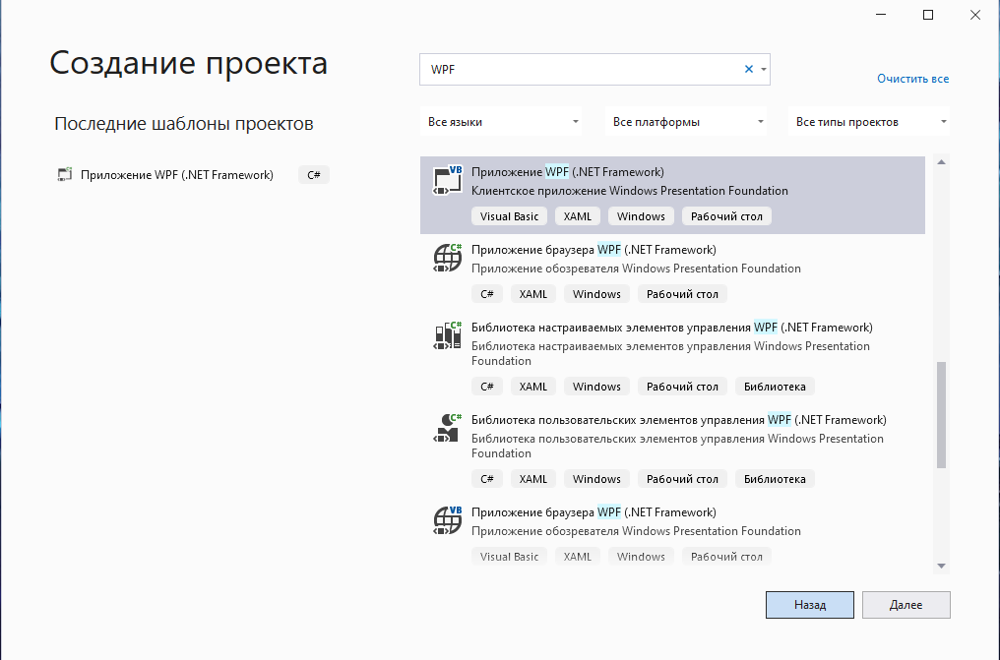 Создание проекта
Последние шаблоны проектов
Приложение WPF (.NET Framework) C#
WPF
Очистить все
Все языки Все платформы Все типы проектов
VB
Приложение WPF (.NET Framework)
Клиентское приложение Windows Presentation Foundation
Visual Basic XAML Windows Рабочий стол
C#
Приложение браузера WPF (.NET Framework)
Приложение обозревателя Windows Presentation Foundation
C# XAML Windows Рабочий стол
C#
Библиотека настраиваемых элементов управления WPF (.NET Framework)
Библиотека настраиваемых элементов управления Windows Presentation
Foundation
C# XAML Windows Рабочий стол Библиотека
C#
Библиотека пользовательских элементов управления WPF (.NET Framework)
Библиотека пользовательских элементов управления Windows Presentation
Foundation
C# XAML Windows Рабочий стол Библиотека
VB
Приложение браузера WPF (.NET Framework)
Приложение обозревателя Windows Presentation Foundation
Visual Basic XAML Windows Рабочий стол
Назад Далее